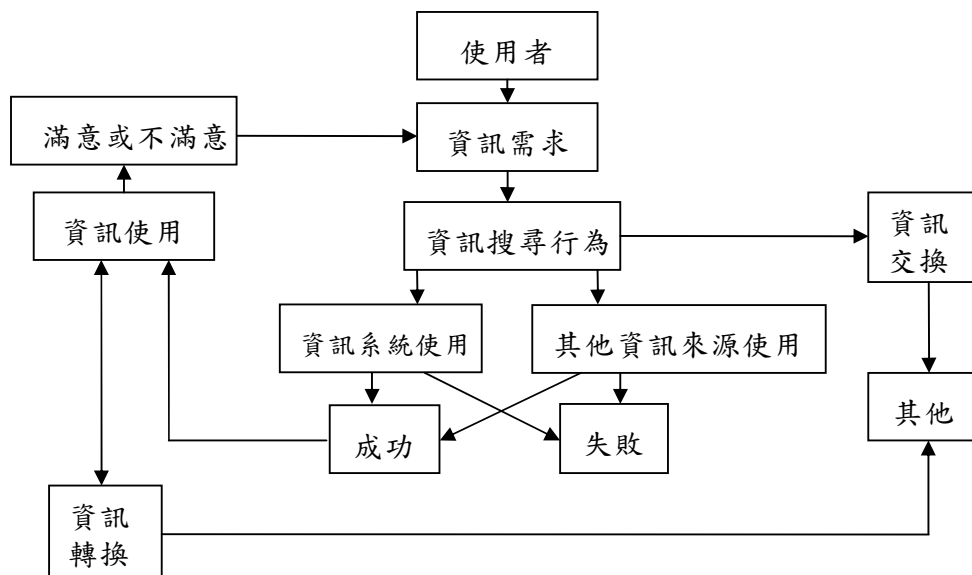 使用者
滿意或不滿意
資訊需求
資訊使用
資訊搜尋行為
資訊
交換
資訊系統使用
其他資訊來源使用
成功
失敗
其他
資訊
轉換